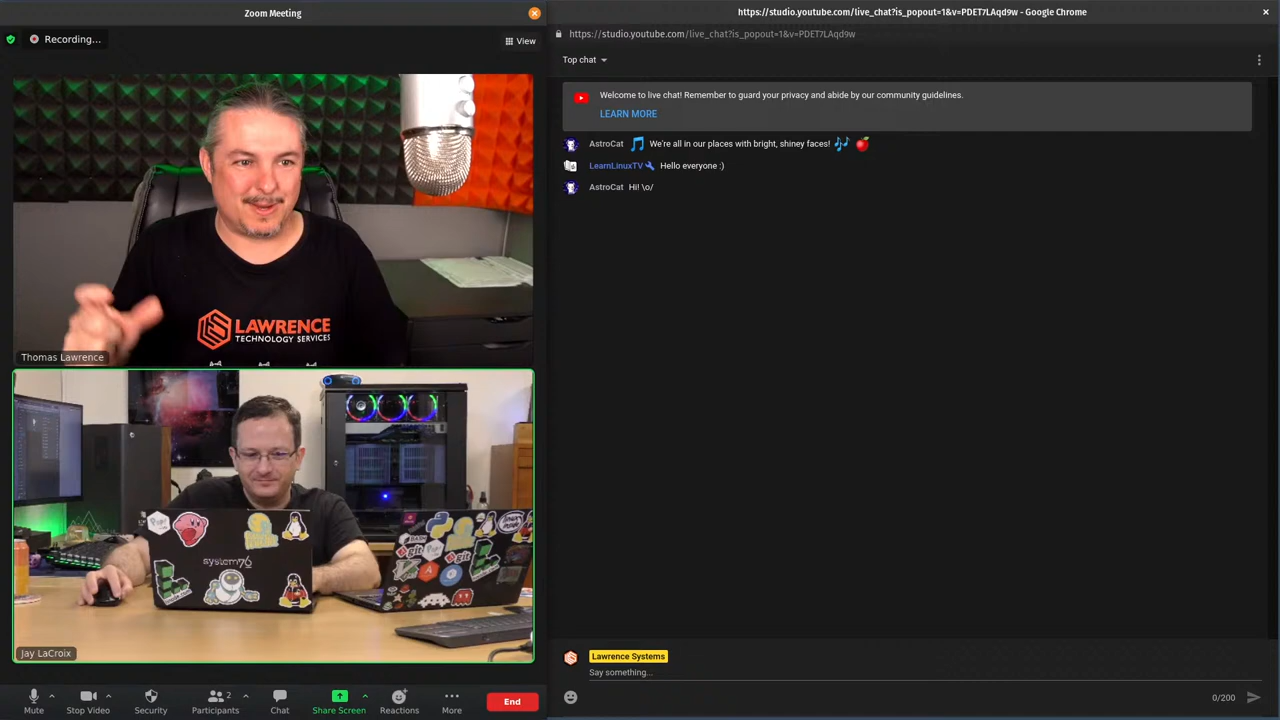 Zoom Meeting
Recording...
View
LAWRENCE
TECHNOLOGY SERVICES
Thomas Lawrence
system76
git
git
Jay LaCroix
Mute
Stop Video
Security
2
Participants
Chat
Share Screen
Reactions
More
End
https://studio.youtube.com/live_chat?is_popout=1&v=PDET7LAqd9w - Google Chrome
https://studio.youtube.com/live_chat?is_popout=1&v=PDET7LAqd9w
Top chat
Welcome to live chat! Remember to guard your privacy and abide by our community guidelines.
LEARN MORE
AstroCat We're all in our places with bright, shiney faces!
LearnLinuxTV Hello everyone :)
AstroCat Hi! \o/
Lawrence Systems
Say something...
0/200